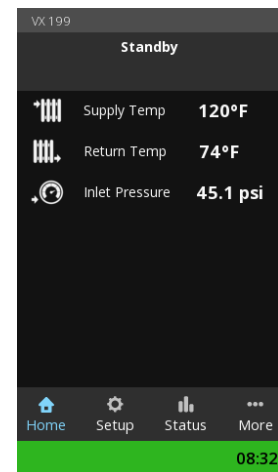 VX 199
Standby
Supply Temp 120°F
Return Temp 74°F
Inlet Pressure 45.1 psi
Home Setup Status More
08:32